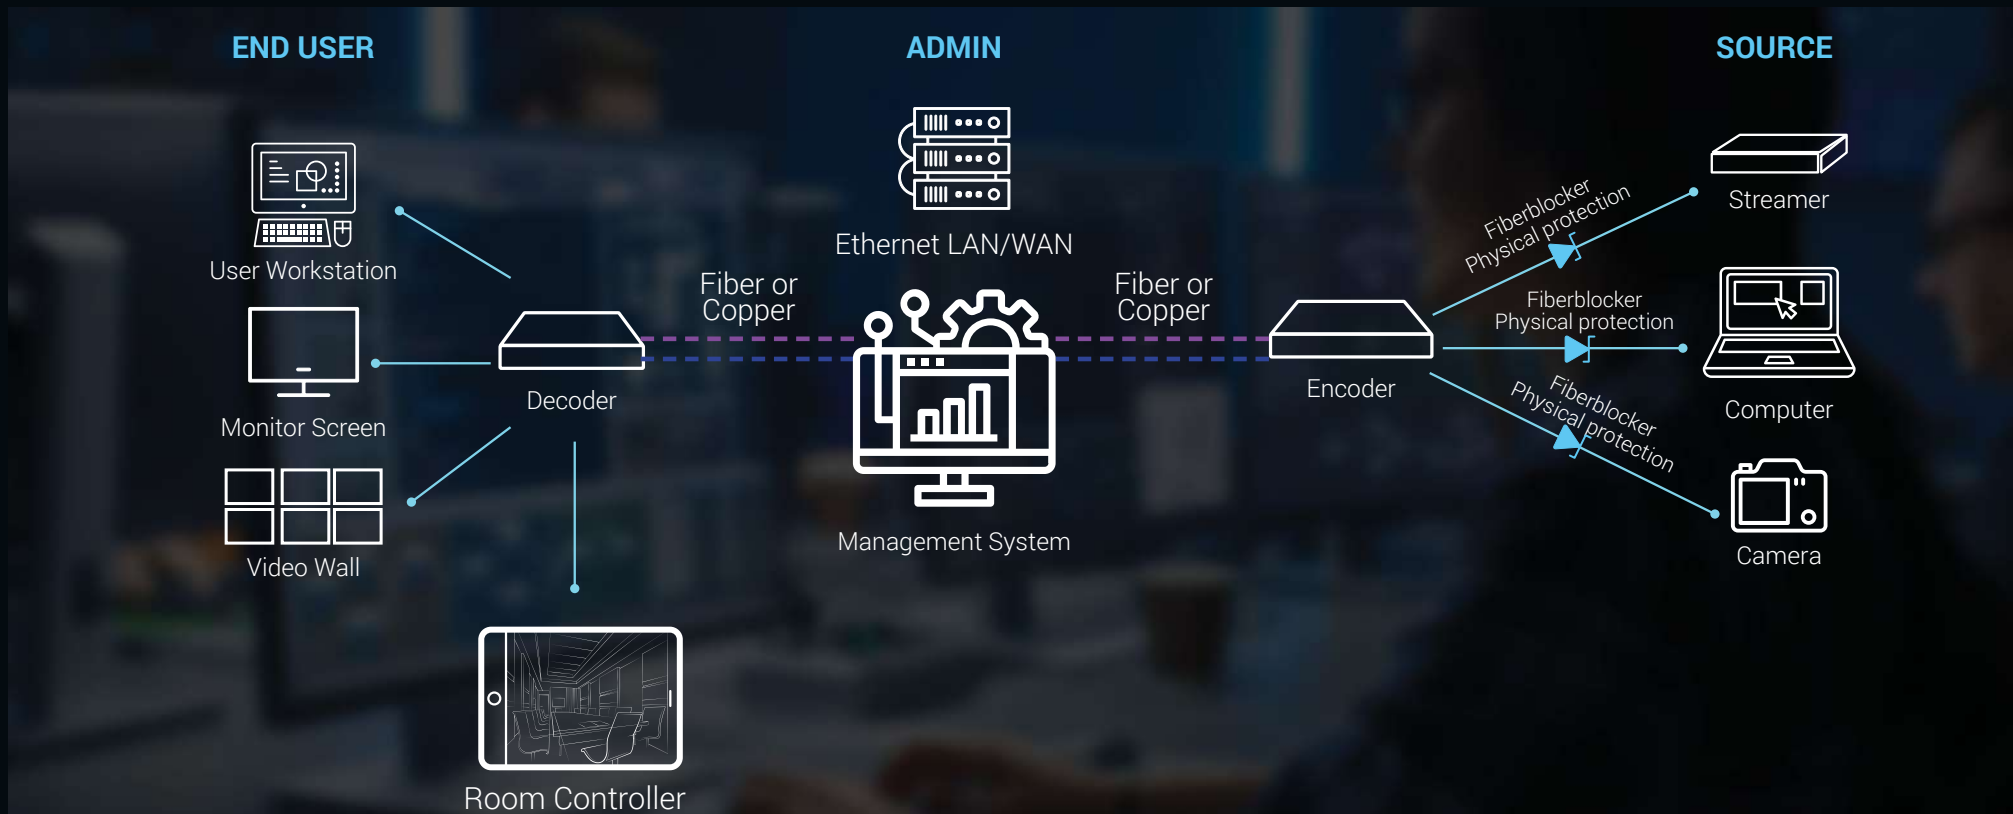 END USER
ADMIN
SOURCE
User Workstation
Monitor Screen
Video Wall
Decoder
Room Controller
Fiber or
Copper
Ethernet LAN/WAN
Management System
Fiber or
Copper
Encoder
Fiberblocker
Physical protection
Fiberblocker
Physical protection
Fiberblocker
Physical protection
Streamer
Computer
Camera